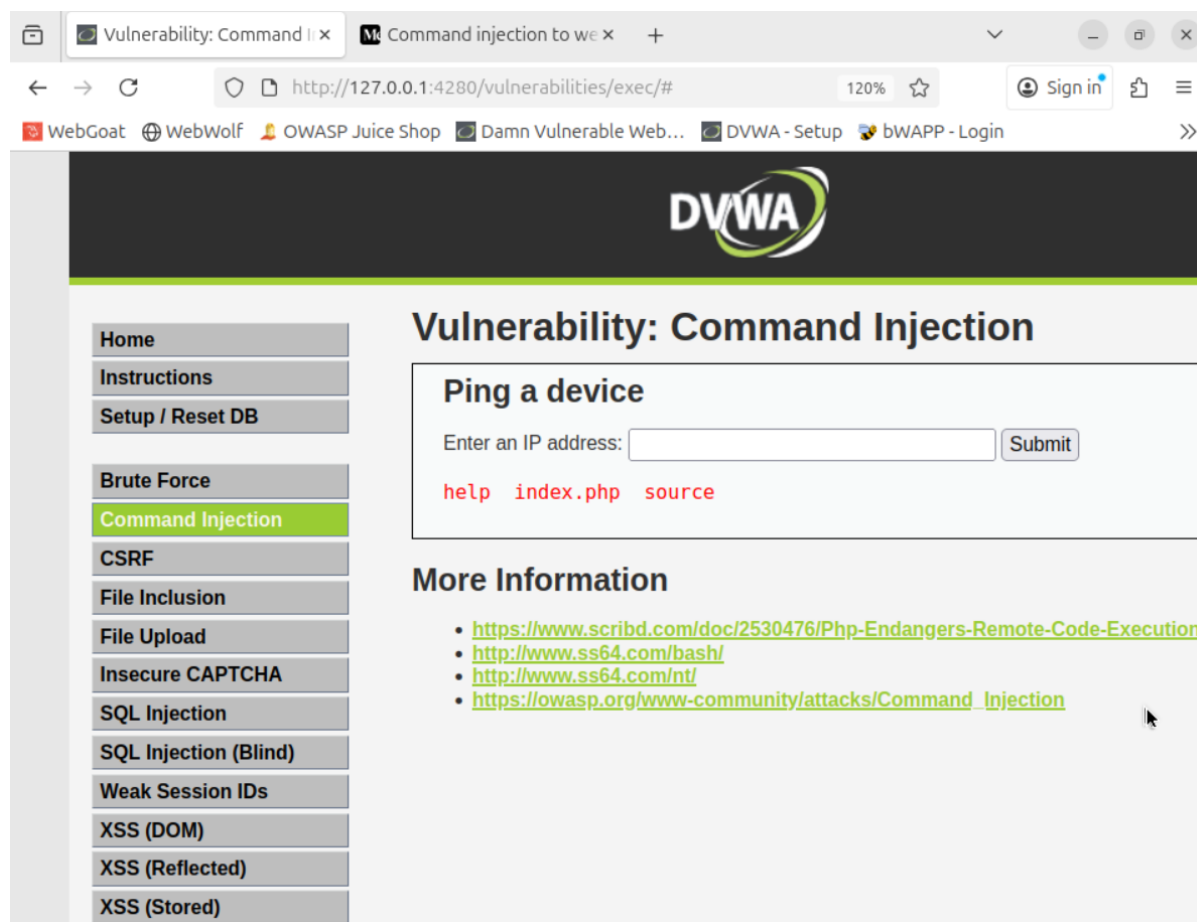 Vulnerability: Command In
Command injection to we
http://127.0.0.1:4280/vulnerabilities/exec/#
120%
Sign in
WebGoat WebWolf OWASP Juice Shop Damn Vulnerable Web... DVWA - Setup bWAPP - Login
DVWA
Home
Instructions
Setup / Reset DB
Brute Force
Command Injection
CSRF
File Inclusion
File Upload
Insecure CAPTCHA
SQL Injection
SQL Injection (Blind)
Weak Session IDs
XSS (DOM)
XSS (Reflected)
XSS (Stored)
Vulnerability: Command Injection
Ping a device
Enter an IP address: Submit
help index.php source
More Information
https://www.scribd.com/doc/2530476/Php-Endangers-Remote-Code-Execution
http://www.ss64.com/bash/
http://www.ss64.com/nt/
https://owasp.org/www-community/attacks/Command_Injection